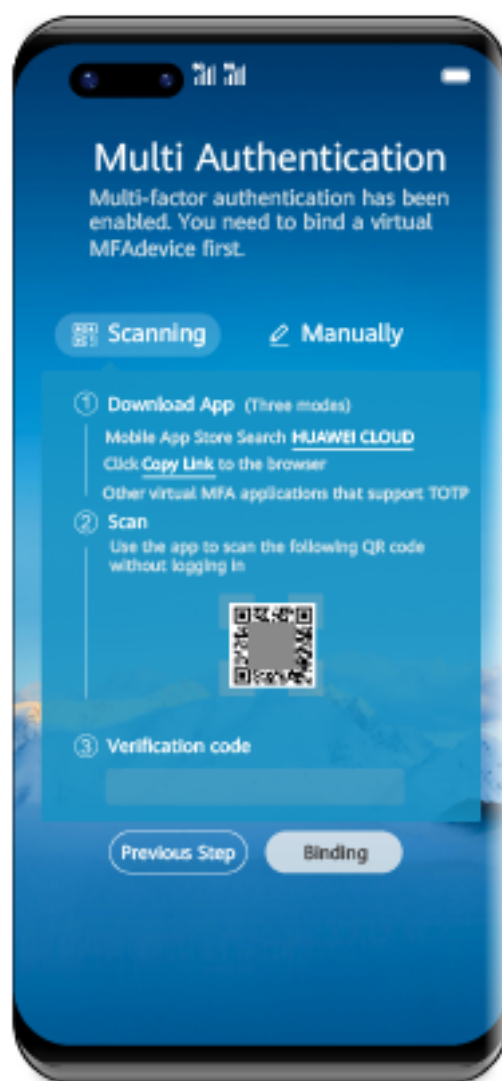 Multi Authentication
Multi-factor authentication has been
enabled. You need to bind a virtual
MFAdevice first.
Scanning
Manually
1 Download App (Three modes)
Mobile App Store Search HUAWEI CLOUD
Click Copy Link to the browser
Other virtual MFA applications that support TOTP
2 Scan
Use the app to scan the following QR code
without logging in
3 Verification code
Previous Step
Binding